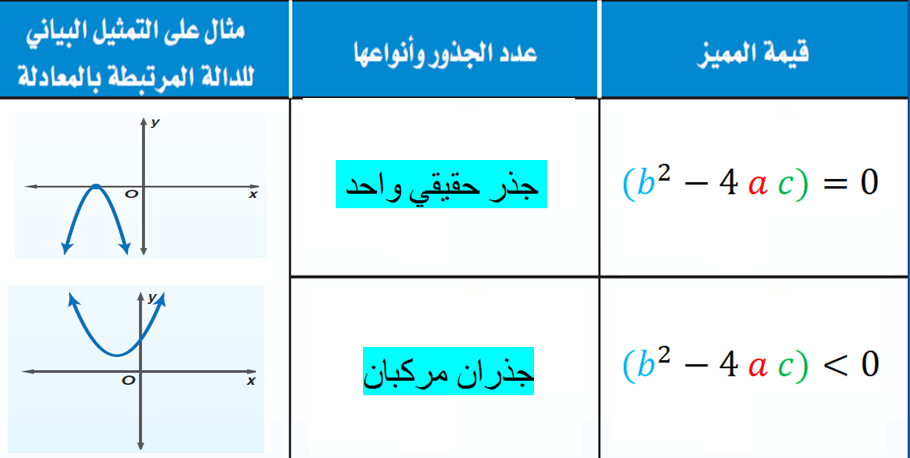 قيمة المميز
عدد الجذور وأنواعها
مثال على التمثيل البياني
للدالة المرتبطة بالمعادلة
(b² − 4 a c) = 0
جذر حقيقي واحد
y
O
x
(b² − 4 a c) < 0
جذران مركبان
y
O
x